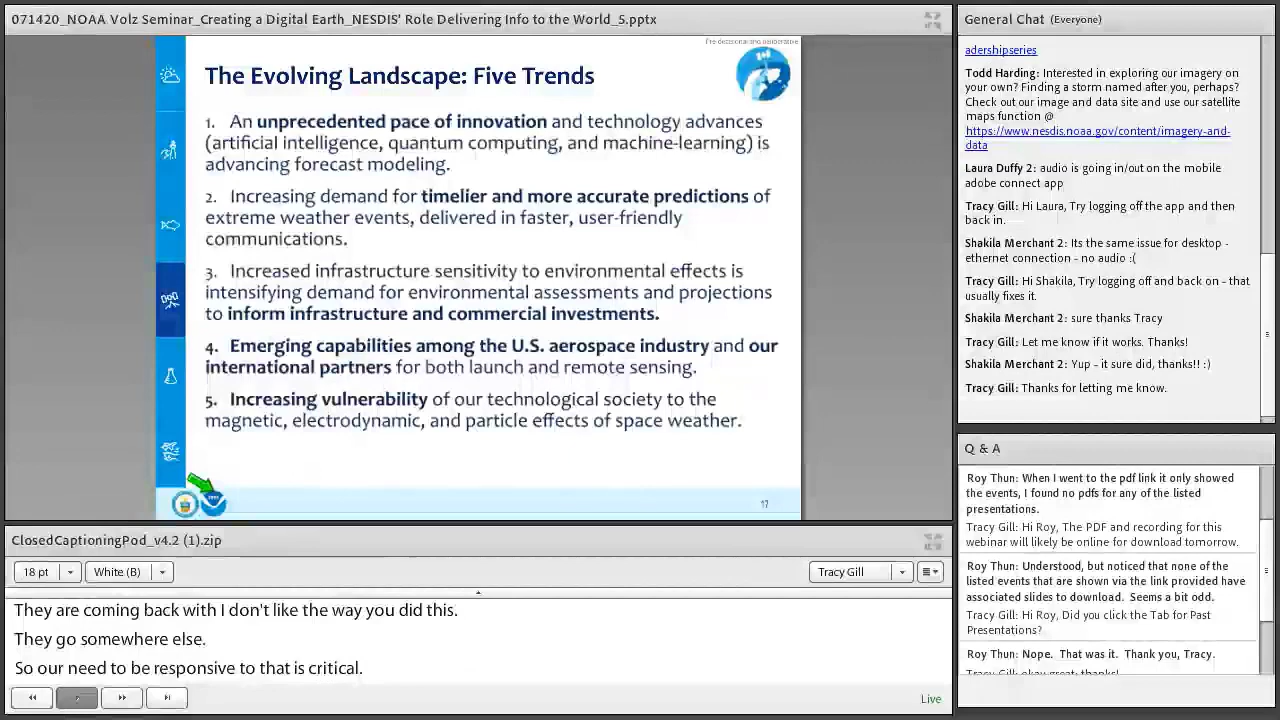 071420_NOAA Volz Seminar_Creating a Digital Earth_NESDIS' Role Delivering Info to the World_5.pptx
Pre-decisional and deliberative
The Evolving Landscape: Five Trends
1. An unprecedented pace of innovation and technology advances
(artificial intelligence, quantum computing, and machine-learning) is
advancing forecast modeling.
2. Increasing demand for timelier and more accurate predictions of
extreme weather events, delivered in faster, user-friendly
communications.
3. Increased infrastructure sensitivity to environmental effects is
intensifying demand for environmental assessments and projections
to inform infrastructure and commercial investments.
4. Emerging capabilities among the U.S. aerospace industry and our
international partners for both launch and remote sensing.
5. Increasing vulnerability of our technological society to the
magnetic, electrodynamic, and particle effects of space weather.
17
ClosedCaptioningPod_v4.2 (1).zip
18 pt
White (B)
Tracy Gill
They are coming back with I don't like the way you did this.
They go somewhere else.
So our need to be responsive to that is critical.
Live
General Chat (Everyone)
adershipseries
Todd Harding: Interested in exploring our imagery on
your own? Finding a storm named after you, perhaps?
Check out our image and data site and use our satellite
maps function @
https://www.nesdis.noaa.gov/content/imagery-and-
data
Laura Duffy 2: audio is going in/out on the mobile
adobe connect app
Tracy Gill: Hi Laura, Try logging off the app and then
back in.
Shakila Merchant 2: Its the same issue for desktop -
ethernet connection - no audio :(
Tracy Gill: Hi Shakila, Try logging off and back on - that
usually fixes it.
Shakila Merchant 2: sure thanks Tracy
Tracy Gill: Let me know if it works. Thanks!
Shakila Merchant 2: Yup - it sure did, thanks!! :)
Tracy Gill: Thanks for letting me know.
Q & A
Roy Thun: When I went to the pdf link it only showed
the events, I found no pdfs for any of the listed
presentations.
Tracy Gill: Hi Roy, The PDF and recording for this
webinar will likely be online for download tomorrow.
Roy Thun: Understood, but noticed that none of the
listed events that are shown via the link provided have
associated slides to download. Seems a bit odd.
Tracy Gill: Hi Roy, Did you click the Tab for Past
Presentations?
Roy Thun: Nope. That was it. Thank you, Tracy.
Tracy Gill: okay great; thanks!